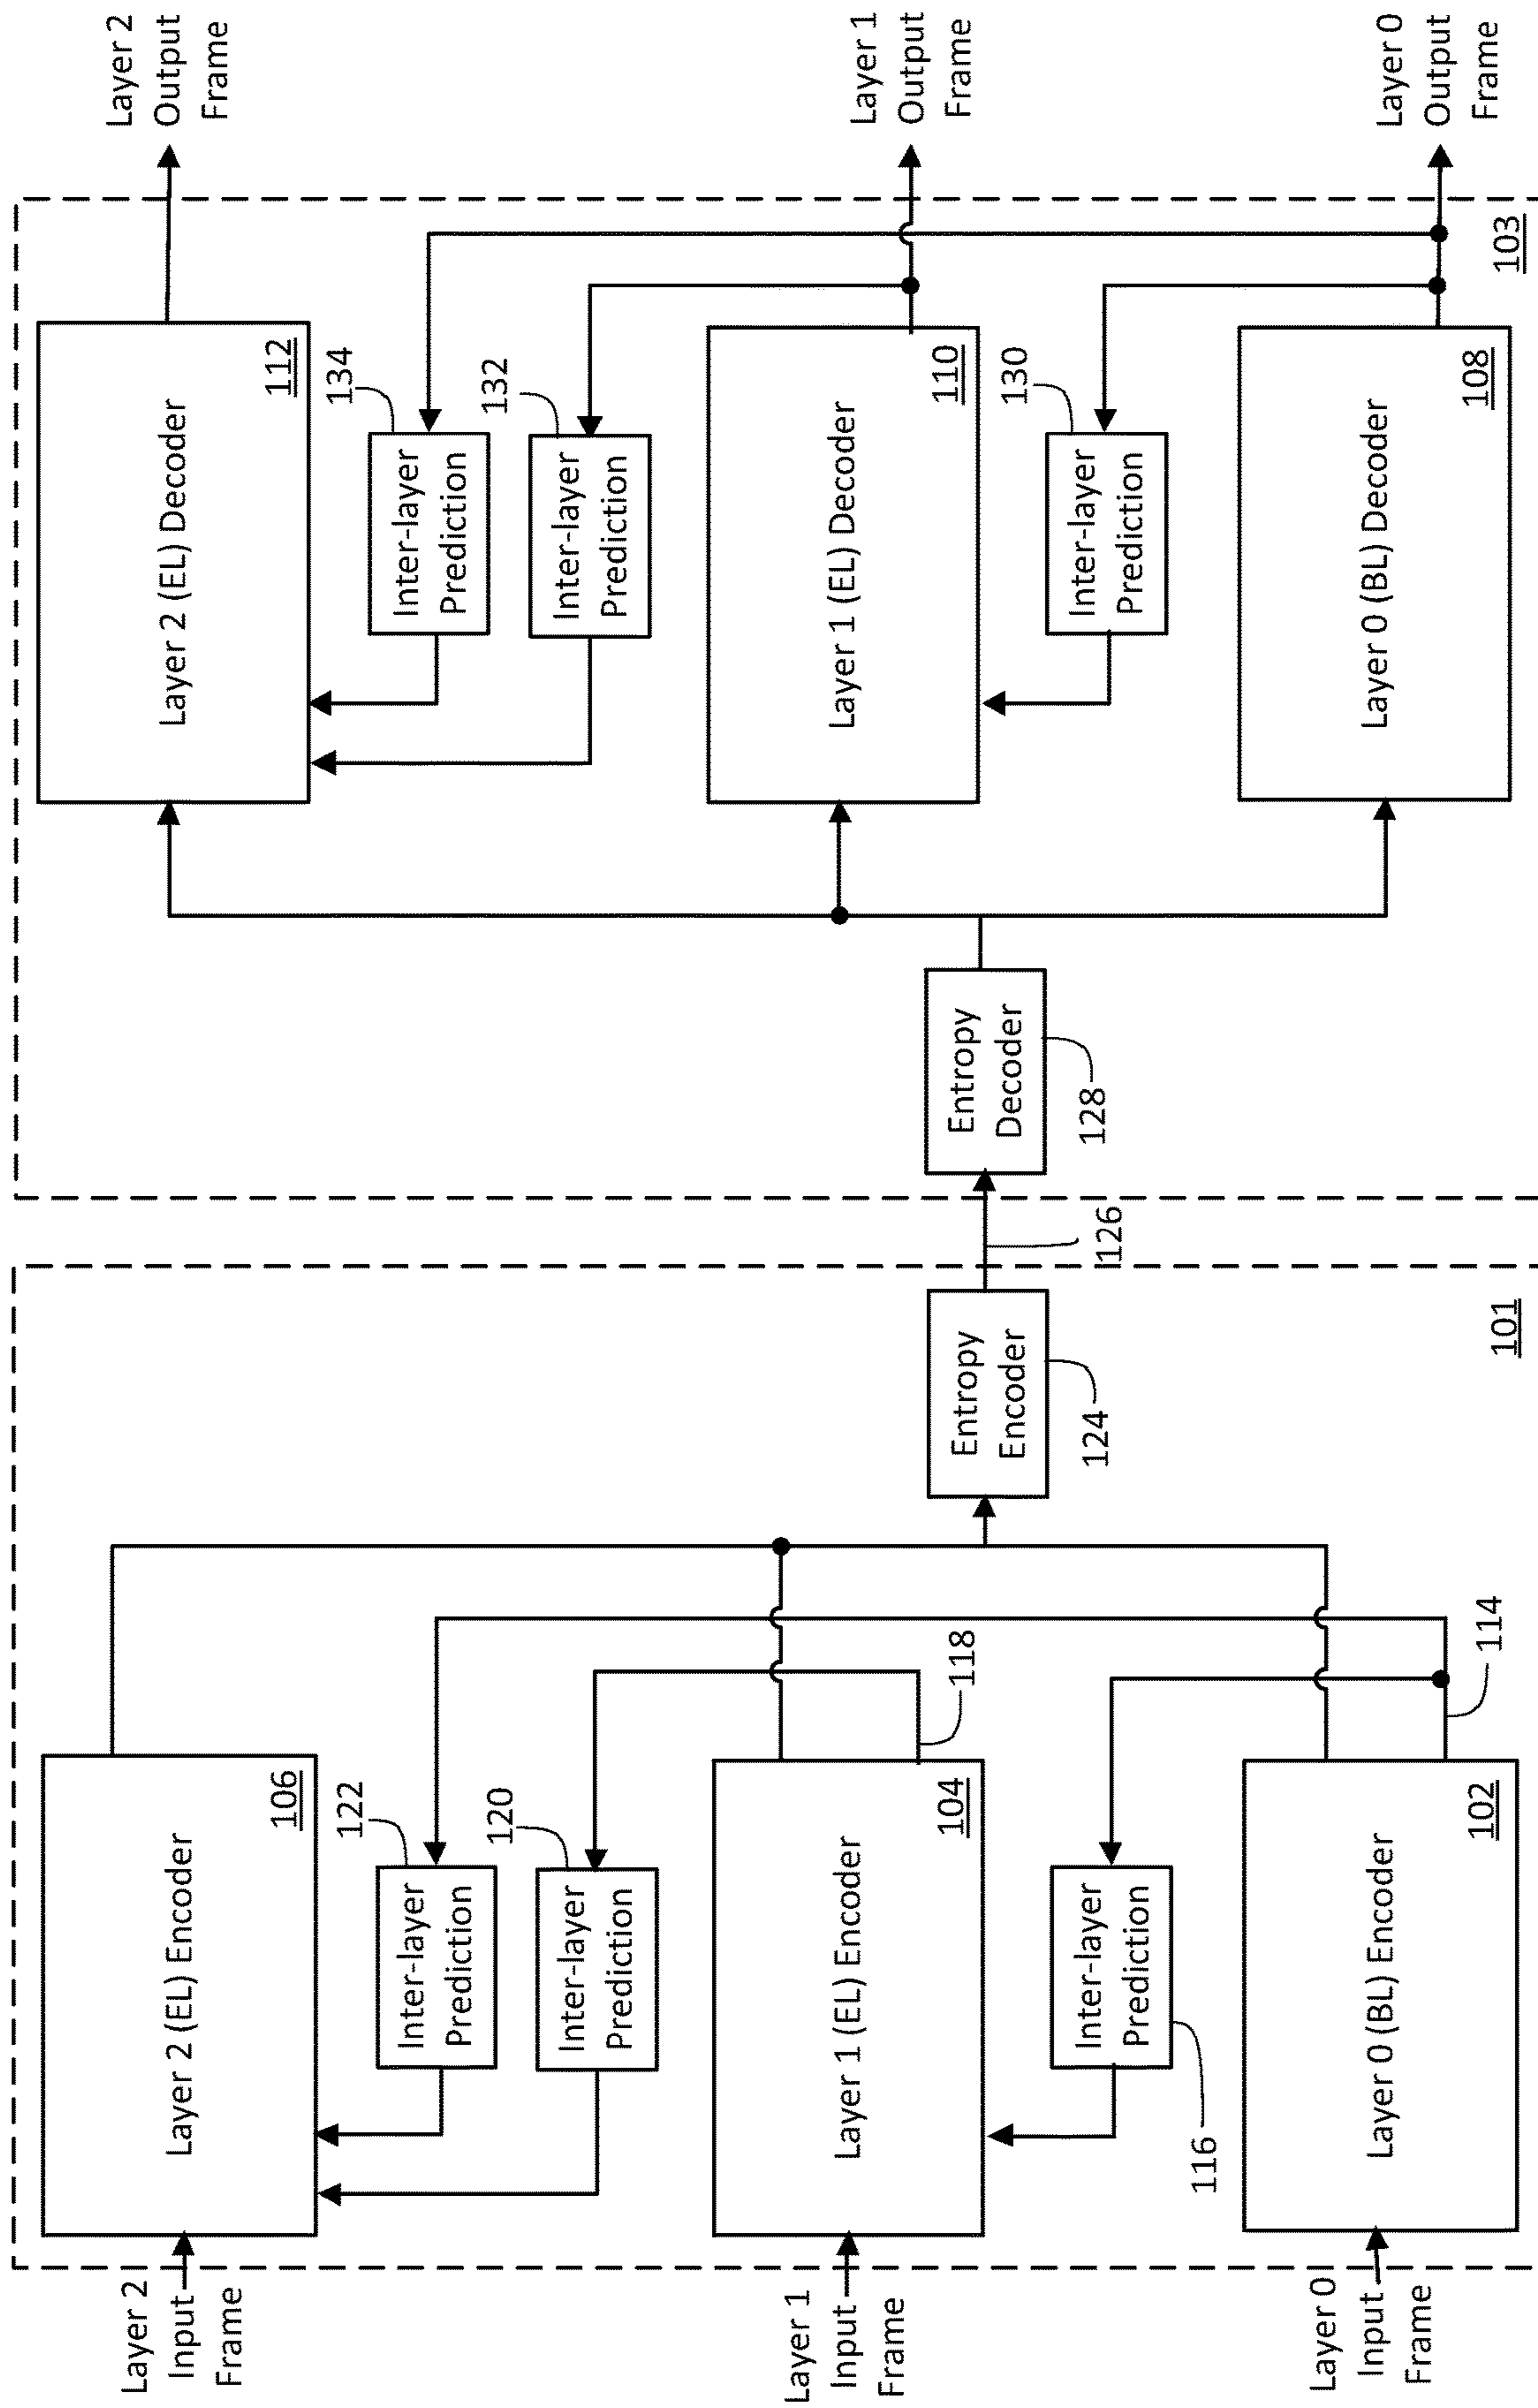 Layer 2
Input
Frame
Layer 2 (EL) Encoder
106
Inter-layer
Prediction
122
Inter-layer
Prediction
120
Layer 1
Input
Frame
Layer 1 (EL) Encoder
104
118
Inter-layer
Prediction
116
Layer 0
Input
Frame
Layer 0 (BL) Encoder
102
114
Entropy
Encoder
124
101
126
Entropy
Decoder
128
Layer 2 (EL) Decoder
112
Inter-layer
Prediction
134
Inter-layer
Prediction
132
Layer 1 (EL) Decoder
110
Inter-layer
Prediction
130
Layer 0 (BL) Decoder
108
103
Layer 2
Output
Frame
Layer 1
Output
Frame
Layer 0
Output
Frame